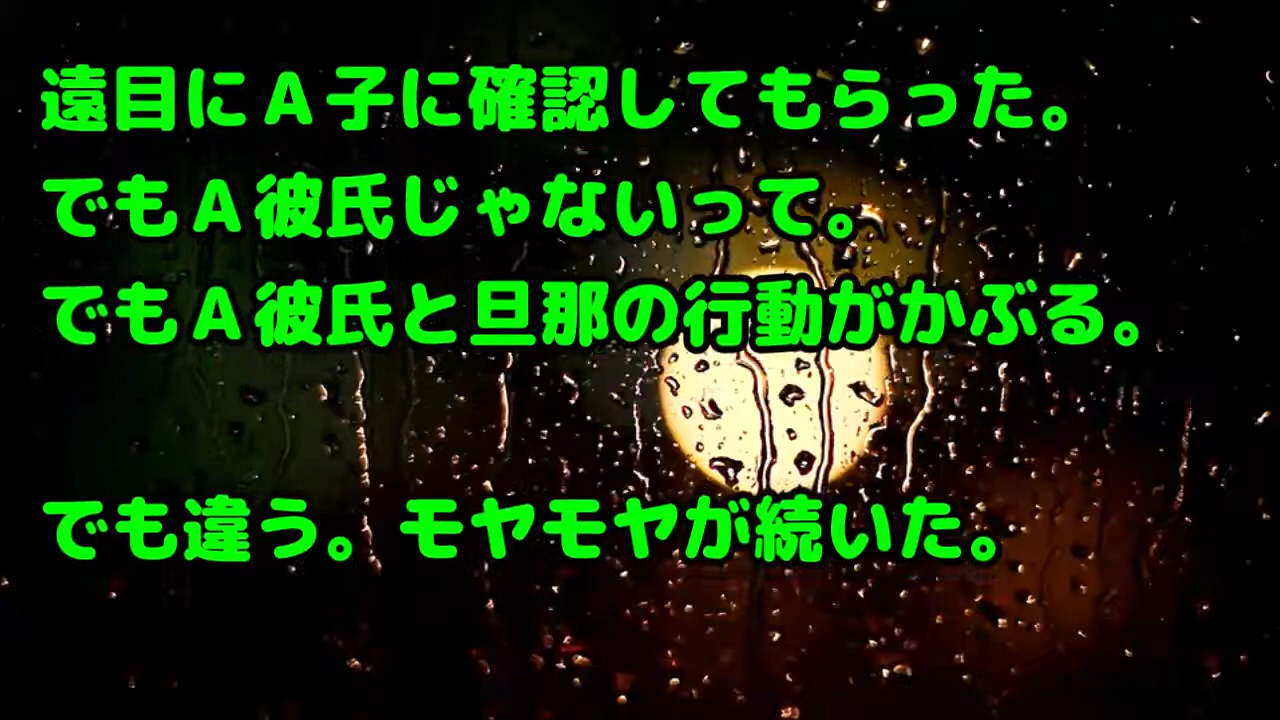 遠目にＡ子に確認してもらった。
でもＡ彼氏じゃないって。
でもＡ彼氏と旦那の行動がかぶる。
でも違う。モヤモヤが続いた。